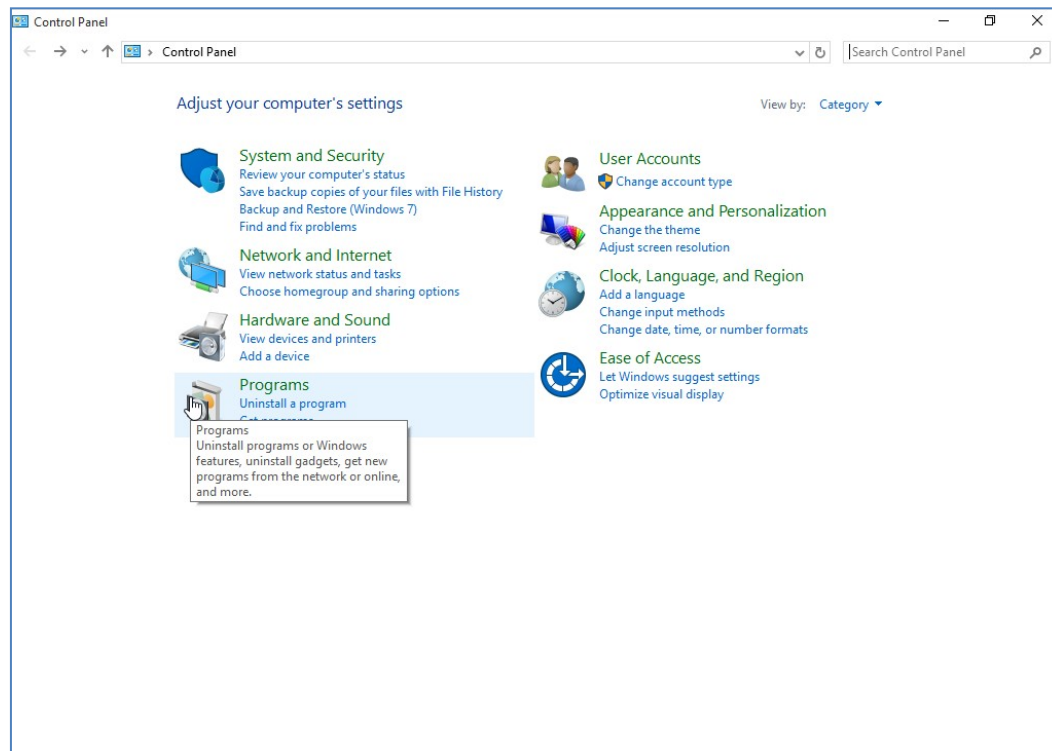 Control Panel
Control Panel
Search Control Panel
Adjust your computer's settings
View by: Category
System and Security
Review your computer's status
Save backup copies of your files with File History
Backup and Restore (Windows 7)
Find and fix problems
Network and Internet
View network status and tasks
Choose homegroup and sharing options
Hardware and Sound
View devices and printers
Add a device
Programs
Uninstall a program
Programs
Uninstall programs or Windows
features, uninstall gadgets, get new
programs from the network or online,
and more.
User Accounts
Change account type
Appearance and Personalization
Change the theme
Adjust screen resolution
Clock, Language, and Region
Add a language
Change input methods
Change date, time, or number formats
Ease of Access
Let Windows suggest settings
Optimize visual display